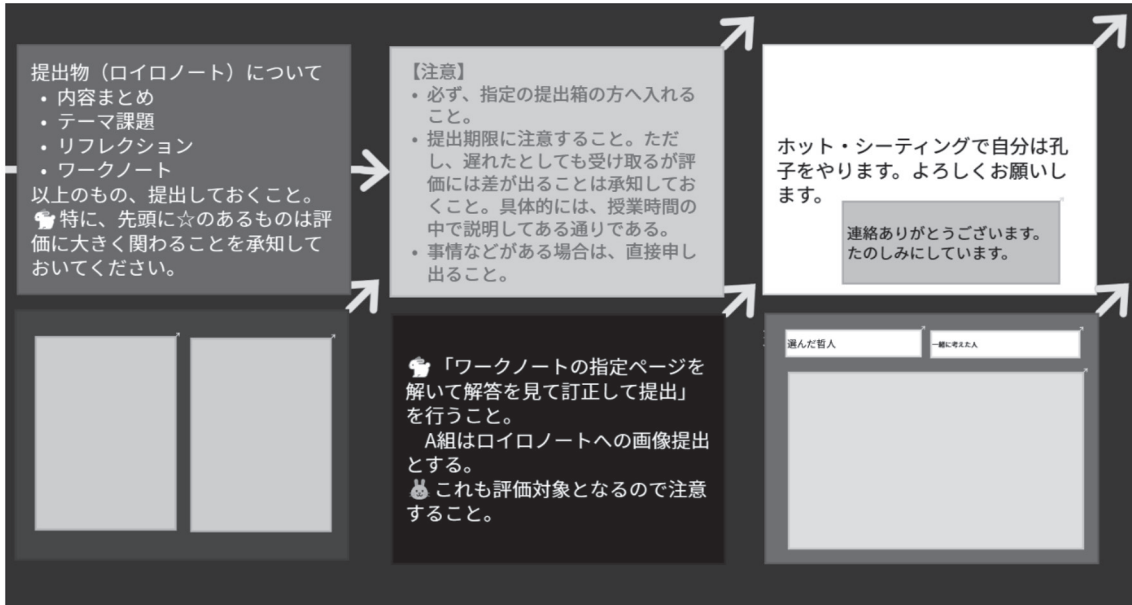 提出物（ロイロノート）について
• 内容まとめ
• テーマ課題
• リフレクション
• ワークノート
以上のもの、提出しておくこと。
🐩特に、先頭に☆のあるものは評
価に大きく関わることを承知して
おいてください。
【注意】
• 必ず、指定の提出箱の方へ入れる
こと。
• 提出期限に注意すること。ただ
し、遅れたとしても受け取るが評
価には差が出ることは承知してお
くこと。具体的には、授業時間の
中で説明してある通りである。
• 事情などがある場合は、直接申し
出ること。
ホット・シーティングで自分は孔
子をやります。よろしくお願いし
ます。
連絡ありがとうございます。
たのしみにしています。
🐩「ワークノートの指定ページを
解いて解答を見て訂正して提出」
を行うこと。
　A組はロイロノートへの画像提出
とする。
🐰これも評価対象となるので注意
すること。
選んだ哲人
一緒に考えた人